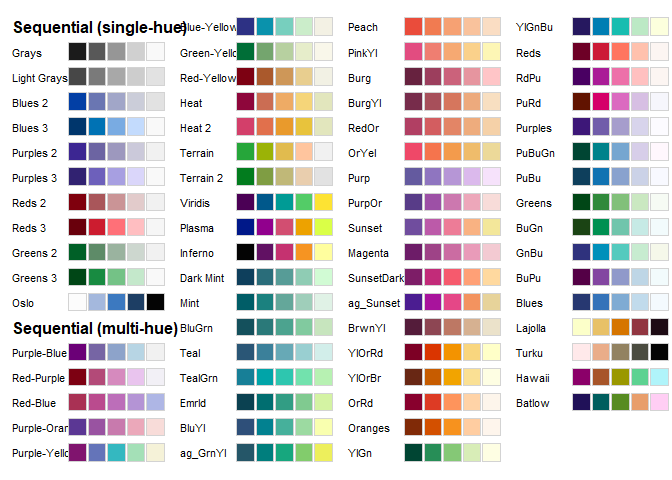 Sequential (single-hue)
Grays
Light Grays
Blues 2
Blues 3
Purples 2
Purples 3
Reds 2
Reds 3
Greens 2
Greens 3
Oslo
Sequential (multi-hue)
Purple-Blue
Red-Purple
Red-Blue
Purple-Oran
Purple-Yello
Blue-Yellow
Green-Yello
Red-Yellow
Heat
Heat 2
Terrain
Terrain 2
Viridis
Plasma
Inferno
Dark Mint
Mint
BluGrn
Teal
TealGrn
Emrld
BluYl
ag_GrnYl
Peach
PinkYl
Burg
BurgYl
RedOr
OrYel
Purp
PurpOr
Sunset
Magenta
SunsetDark
ag_Sunset
BrwnYl
YlOrRd
YlOrBr
OrRd
Oranges
YlGn
YlGnBu
Reds
RdPu
PuRd
Purples
PuBuGn
PuBu
Greens
BuGn
GnBu
BuPu
Blues
Lajolla
Turku
Hawaii
Batlow